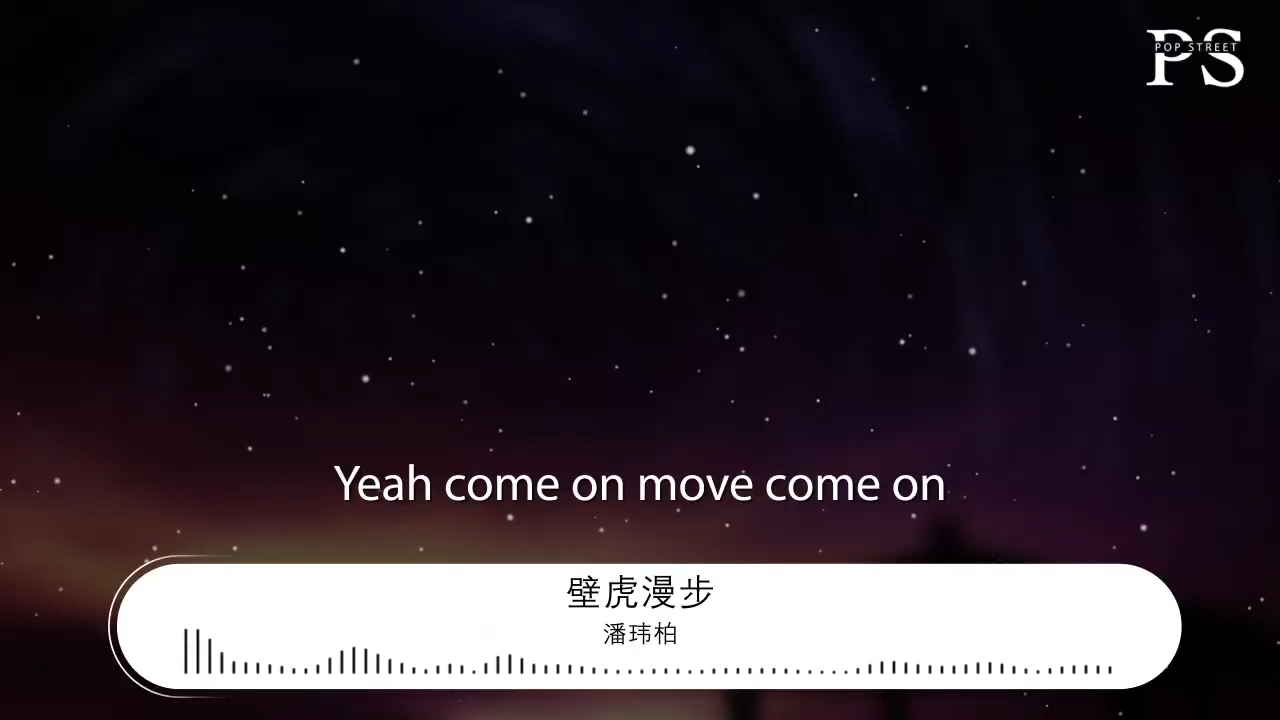 PS
POP STREET
Yeah come on move come on
壁虎漫步
潘玮柏